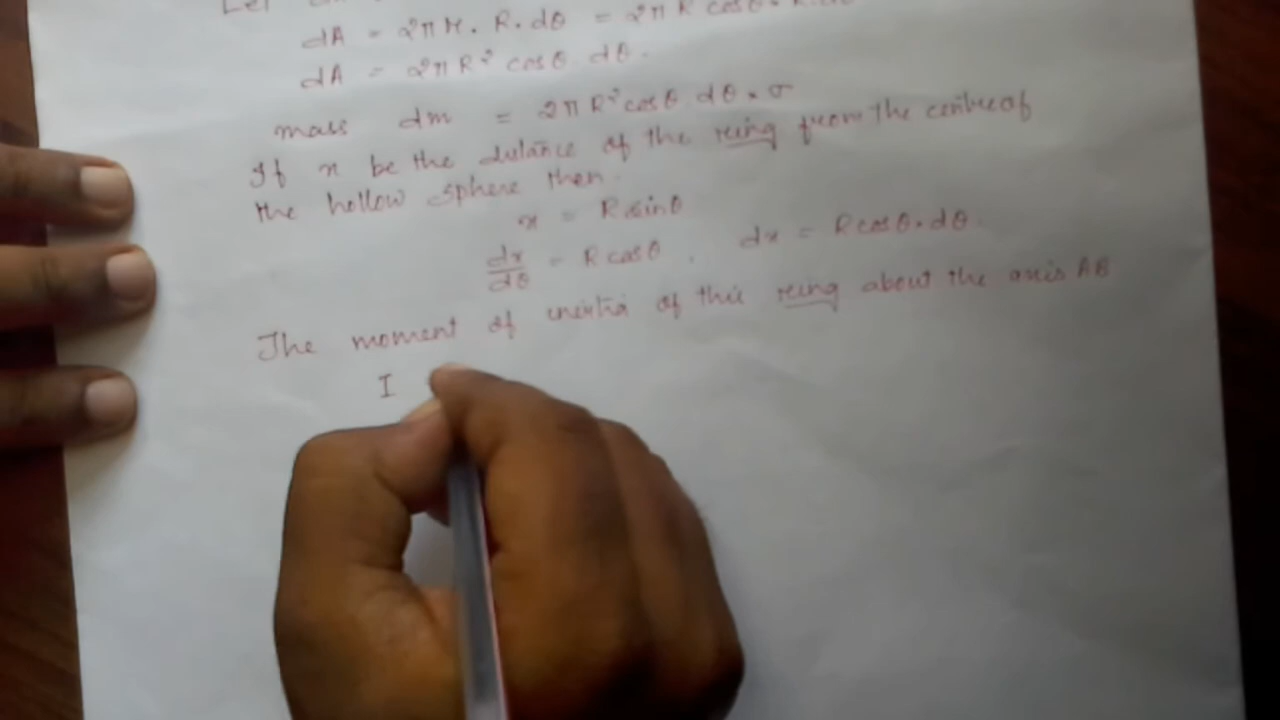 Let
dA = 2πr. R. dθ = 2πR cosθ. R. dθ
dA = 2πR² cosθ dθ.
mass dm = 2πR² cosθ dθ . σ
If x be the distance of the ring from the centre of
the hollow sphere then.
x = R sinθ
dx/dθ = R cosθ , dx = R cosθ. dθ.
The moment of inertia of this ring about the axis AB
I